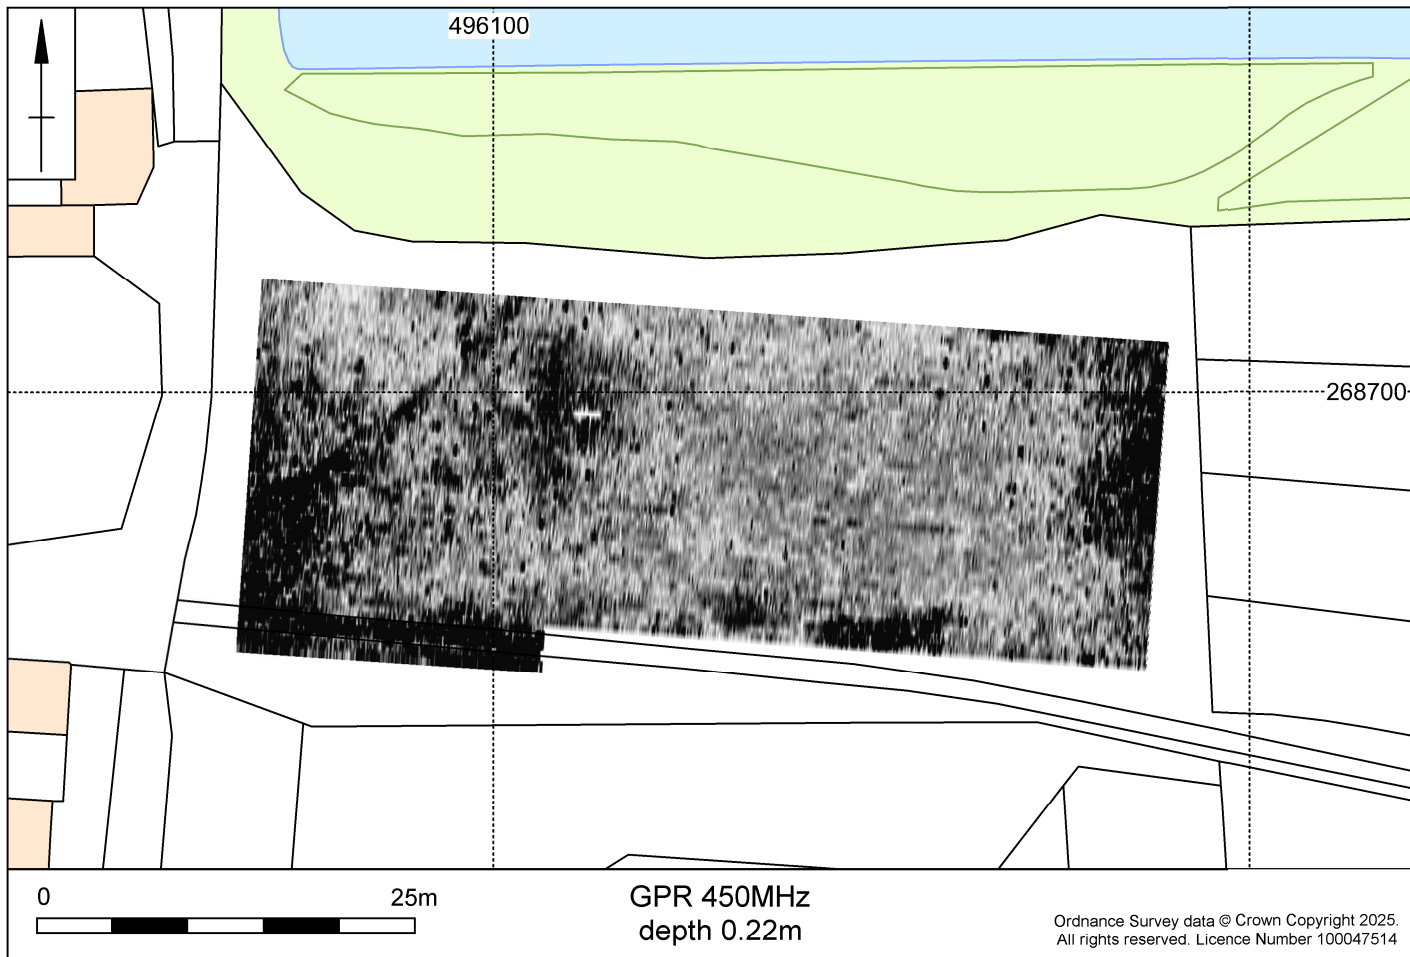 496100
268700
0 25m
GPR 450MHz
depth 0.22m
Ordnance Survey data © Crown Copyright 2025.
All rights reserved. Licence Number 100047514